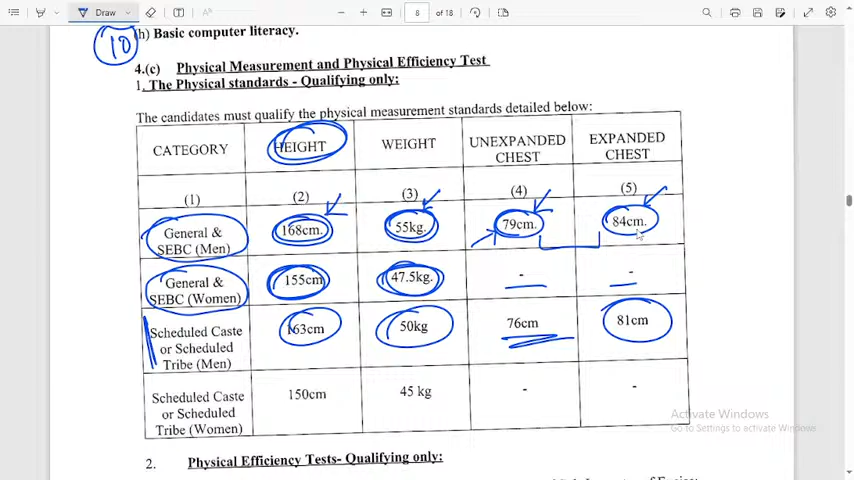 Draw
8 of 18
10
(h) Basic computer literacy.
4.(c) Physical Measurement and Physical Efficiency Test
1. The Physical standards - Qualifying only:
The candidates must qualify the physical measurement standards detailed below:
CATEGORY HEIGHT WEIGHT UNEXPANDED CHEST EXPANDED CHEST
(1) (2) (3) (4) (5)
General & SEBC (Men) 168cm. 55kg. 79cm. 84cm.
General & SEBC (Women) 155cm 47.5kg. - -
Scheduled Caste or Scheduled Tribe (Men) 163cm 50kg 76cm 81cm
Scheduled Caste or Scheduled Tribe (Women) 150cm 45 kg - -
Activate Windows
Go to Settings to activate Windows.
2. Physical Efficiency Tests- Qualifying only: